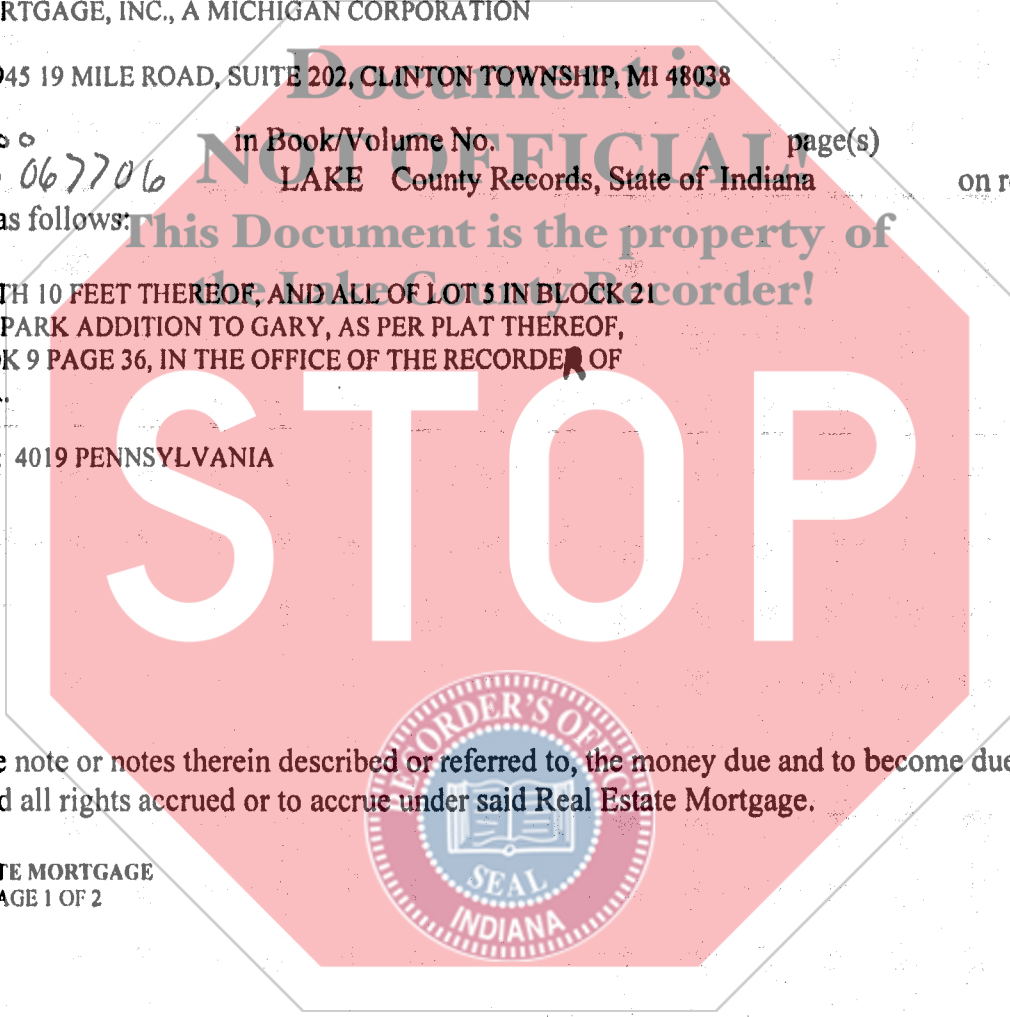 RTGAGE, INC., A MICHIGAN CORPORATION
45 19 MILE ROAD, SUITE 202, CLINTON TOWNSHIP, MI 48038
Document is
in Book/Volume No. page(s)
067706
NOT OFFICIAL!
LAKE County Records, State of Indiana on r
as follows:
This Document is the property of
the Lake County Recorder!
TH 10 FEET THEREOF, AND ALL OF LOT 5 IN BLOCK 21
PARK ADDITION TO GARY, AS PER PLAT THEREOF,
K 9 PAGE 36, IN THE OFFICE OF THE RECORDER OF
4019 PENNSYLVANIA
STOP
RECORDER'S OFFICE
e note or notes therein described or referred to, the money due and to become due
d all rights accrued or to accrue under said Real Estate Mortgage.
SEAL
INDIANA
TE MORTGAGE
AGE 1 OF 2